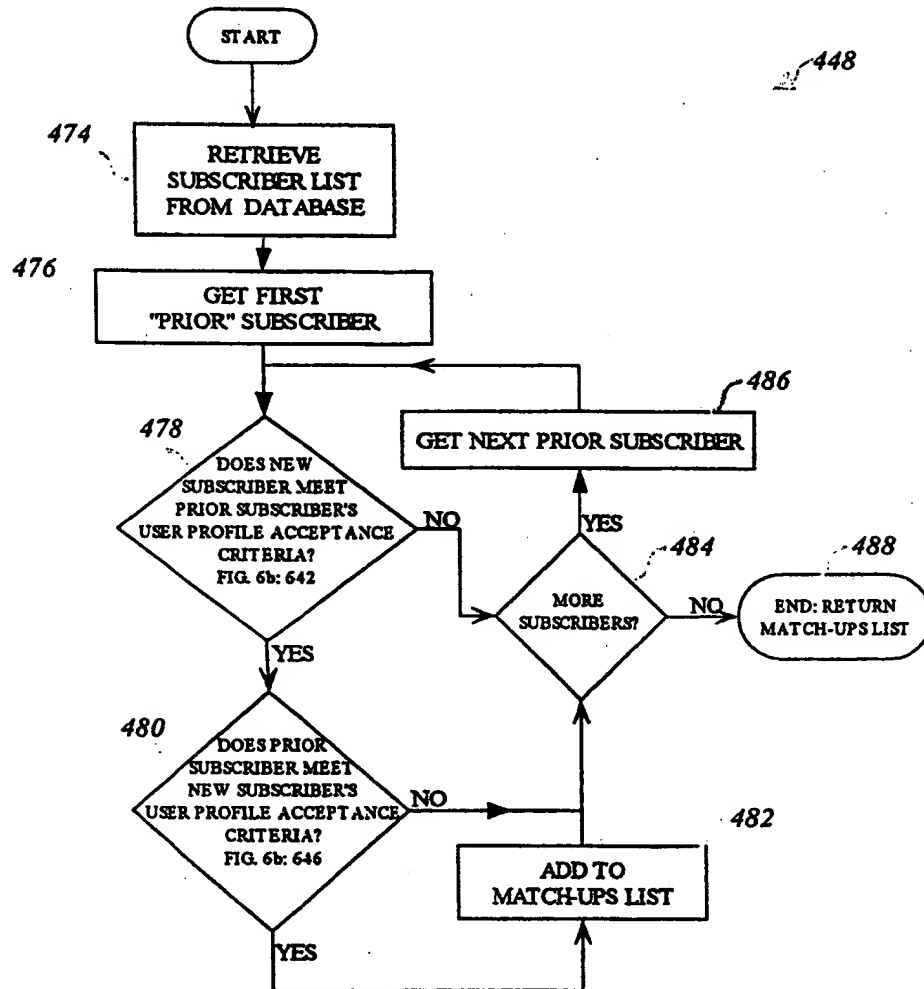 START
448
474
RETRIEVE
SUBSCRIBER LIST
FROM DATABASE
476
GET FIRST
"PRIOR" SUBSCRIBER
486
GET NEXT PRIOR SUBSCRIBER
478
DOES NEW
SUBSCRIBER MEET
PRIOR SUBSCRIBER'S
USER PROFILE ACCEPTANCE
CRITERIA?
FIG. 6b: 642
NO
YES
YES
484
MORE
SUBSCRIBERS?
NO
488
END: RETURN
MATCH-UPS LIST
480
DOES PRIOR
SUBSCRIBER MEET
NEW SUBSCRIBER'S
USER PROFILE ACCEPTANCE
CRITERIA?
FIG. 6b: 646
NO
YES
482
ADD TO
MATCH-UPS LIST